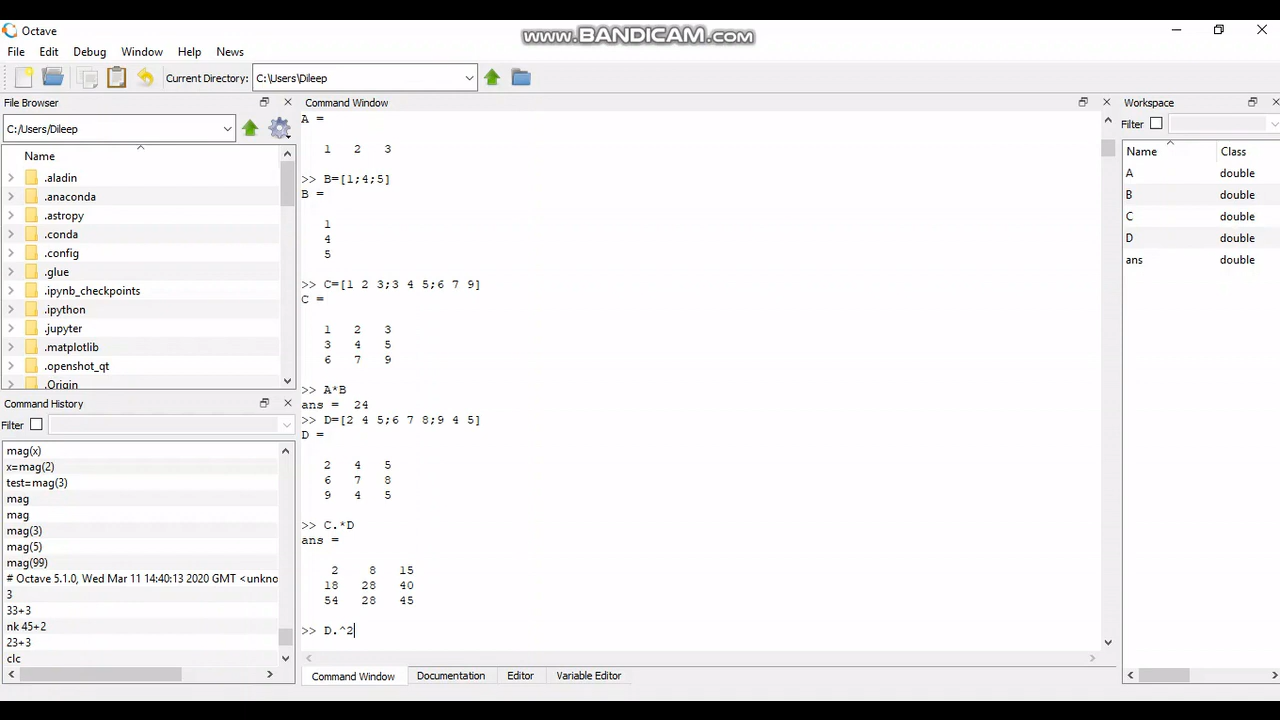 Octave
www.BANDICAM.com
File Edit Debug Window Help News
Current Directory: C:\Users\Dileep
File Browser
C:/Users/Dileep
Name
.aladin
.anaconda
.astropy
.conda
.config
.glue
.ipynb_checkpoints
.ipython
.jupyter
.matplotlib
.openshot_qt
.Origin
Command History
Filter
mag(x)
x=mag(2)
test=mag(3)
mag
mag
mag(3)
mag(5)
mag(99)
# Octave 5.1.0, Wed Mar 11 14:40:13 2020 GMT <unkno
3
33+3
nk 45+2
23+3
clc
Command Window
A =
1 2 3
>> B=[1;4;5]
B =
1
4
5
>> C=[1 2 3;3 4 5;6 7 9]
C =
1 2 3
3 4 5
6 7 9
>> A*B
ans = 24
>> D=[2 4 5;6 7 8;9 4 5]
D =
2 4 5
6 7 8
9 4 5
>> C.*D
ans =
2 8 15
18 28 40
54 28 45
>> D.^2
Command Window Documentation Editor Variable Editor
Workspace
Filter
Name Class
A double
B double
C double
D double
ans double